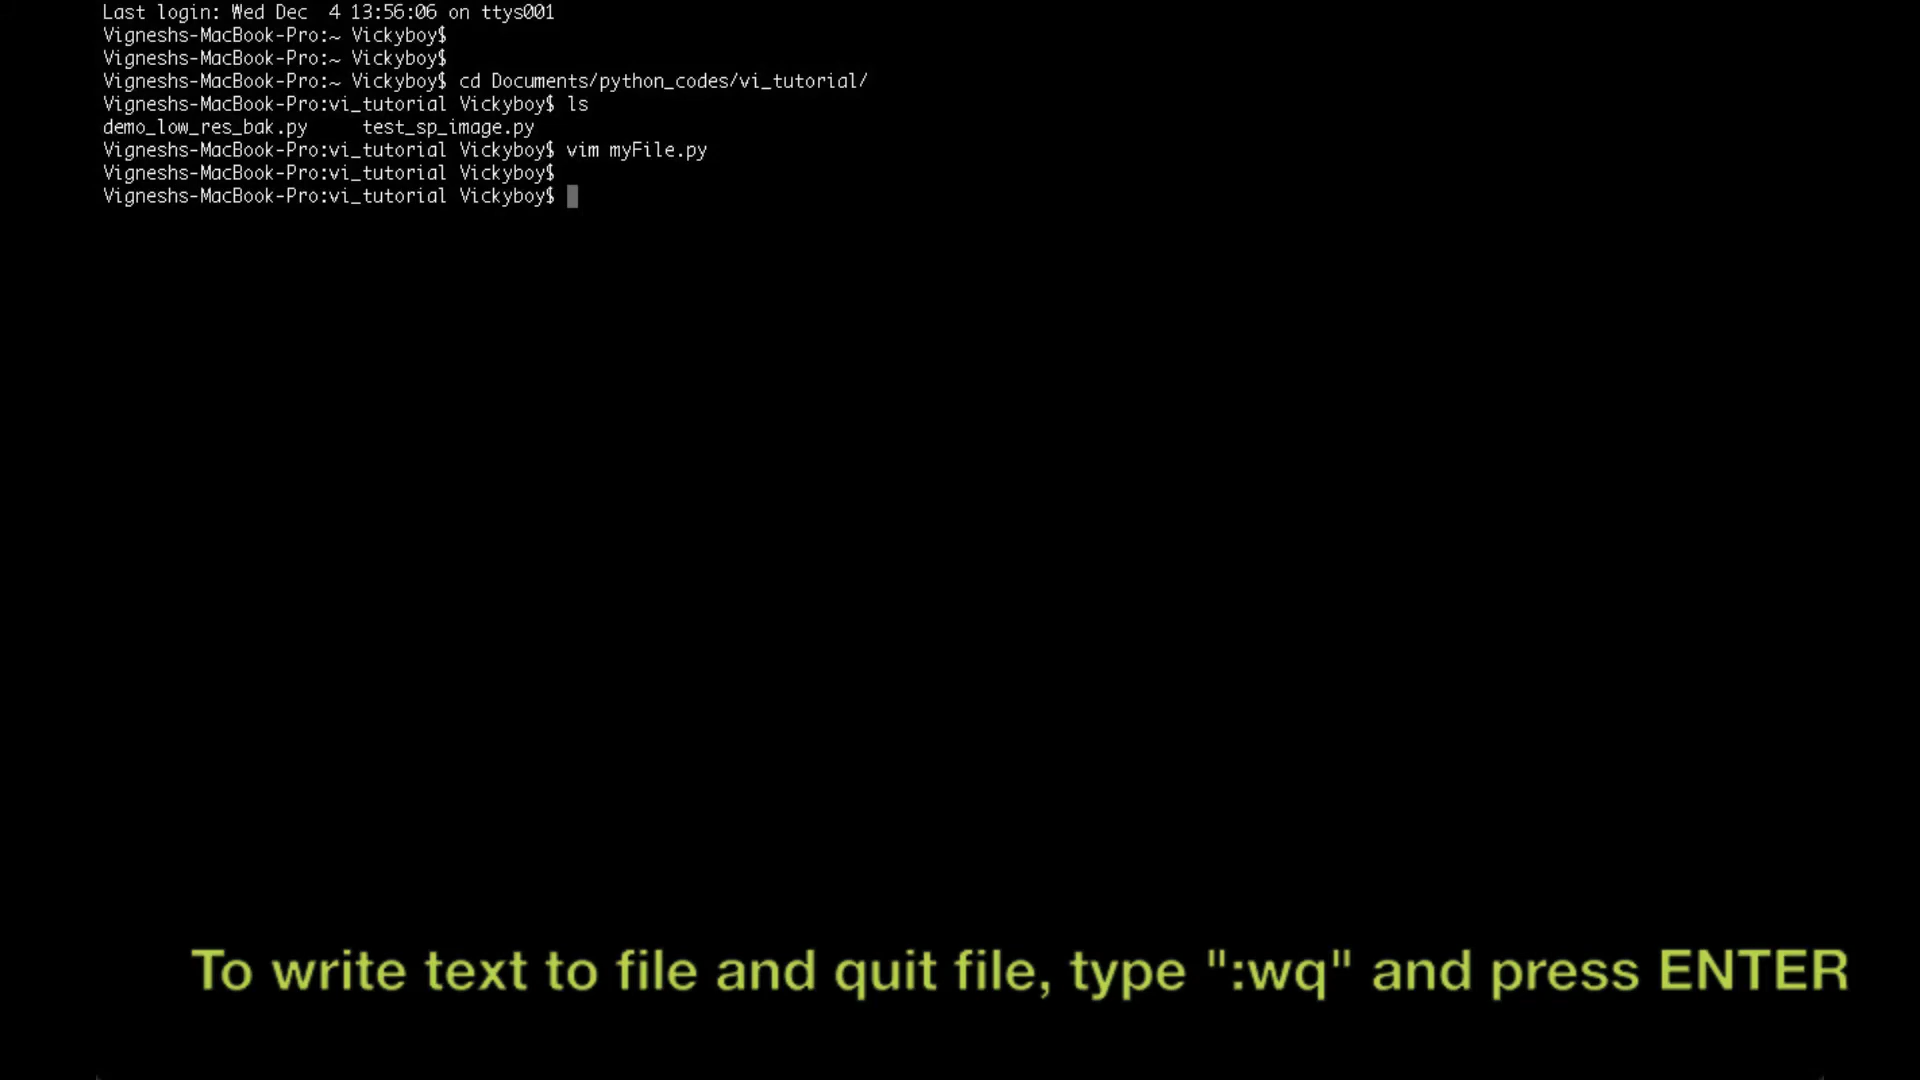 Last login: Wed Dec  4 13:56:06 on ttys001
Vigneshs-MacBook-Pro:~ Vickyboy$
Vigneshs-MacBook-Pro:~ Vickyboy$
Vigneshs-MacBook-Pro:~ Vickyboy$ cd Documents/python_codes/vi_tutorial/
Vigneshs-MacBook-Pro:vi_tutorial Vickyboy$ ls
demo_low_res_bak.py     test_sp_image.py
Vigneshs-MacBook-Pro:vi_tutorial Vickyboy$ vim myFile.py
Vigneshs-MacBook-Pro:vi_tutorial Vickyboy$
Vigneshs-MacBook-Pro:vi_tutorial Vickyboy$
To write text to file and quit file, type ":wq" and press ENTER